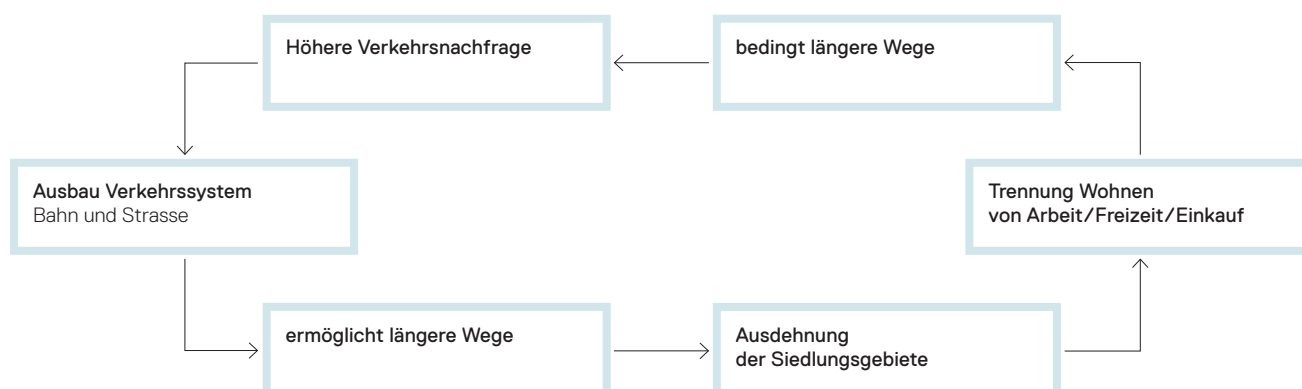 Höhere Verkehrsnachfrage
bedingt längere Wege
Ausbau Verkehrssystem
Bahn und Strasse
Trennung Wohnen
von Arbeit/Freizeit/Einkauf
ermöglicht längere Wege
Ausdehnung
der Siedlungsgebiete